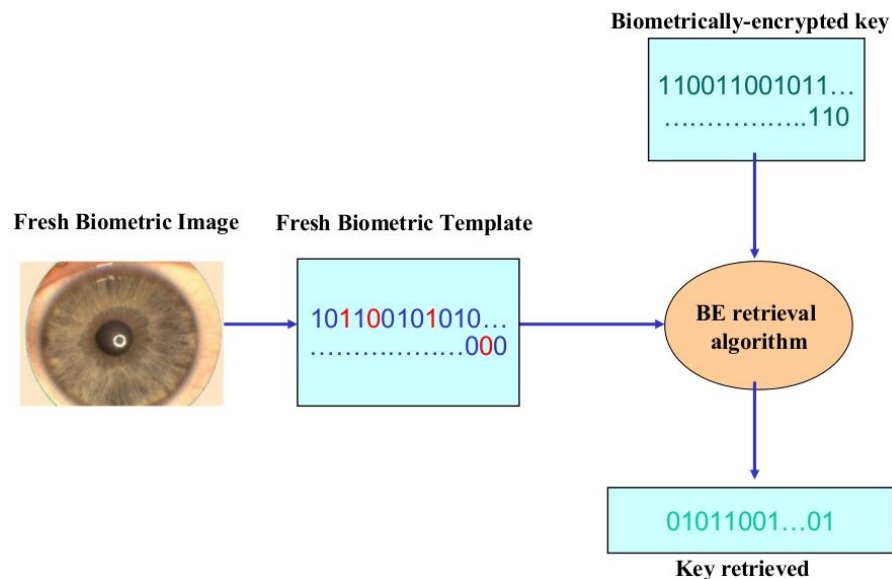 Biometrically-encrypted key
110011001011…
……………..110
Fresh Biometric Image
Fresh Biometric Template
101100101010…
………………000
BE retrieval
algorithm
01011001…01
Key retrieved